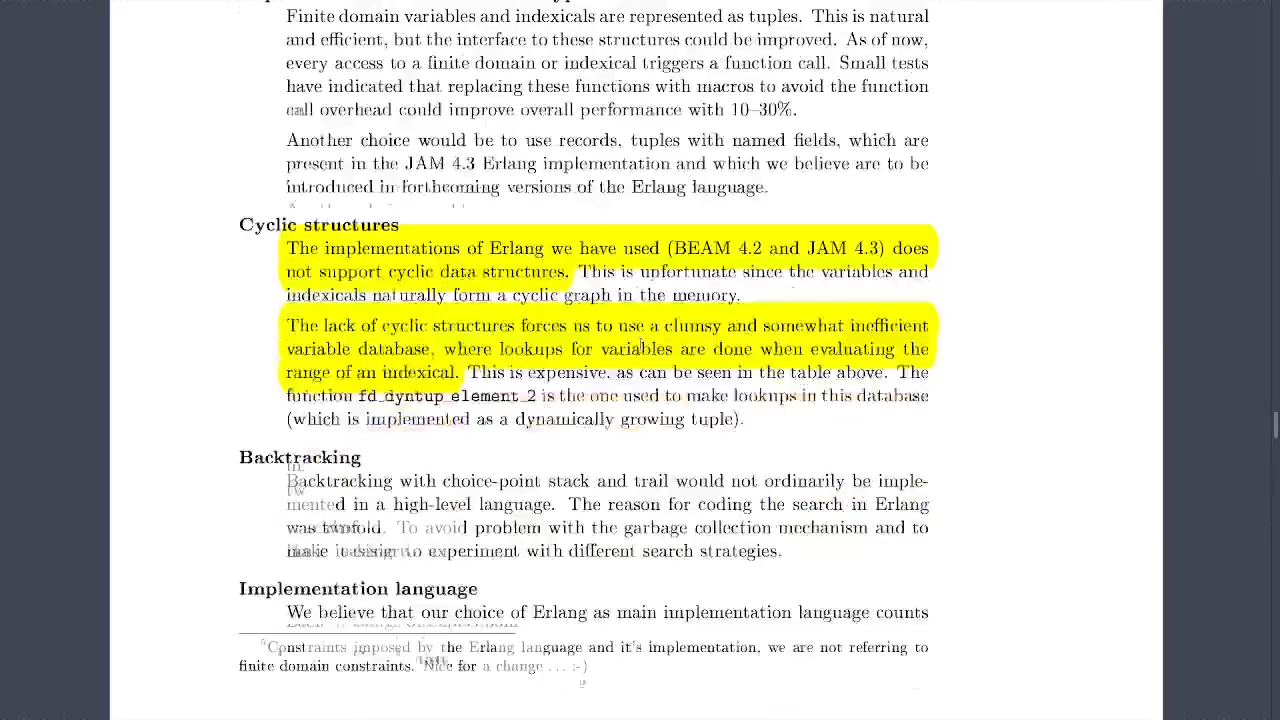 Finite domain variables and indexicals are represented as tuples. This is natural
and efficient, but the interface to these structures could be improved. As of now,
every access to a finite domain or indexical triggers a function call. Small tests
have indicated that replacing these functions with macros to avoid the function
call overhead could improve overall performance with 10–30%.
Another choice would be to use records, tuples with named fields, which are
present in the JAM 4.3 Erlang implementation and which we believe are to be
introduced in forthcoming versions of the Erlang language.
Cyclic structures
The implementations of Erlang we have used (BEAM 4.2 and JAM 4.3) does
not support cyclic data structures. This is unfortunate since the variables and
indexicals naturally form a cyclic graph in the memory.
The lack of cyclic structures forces us to use a clumsy and somewhat inefficient
variable database, where lookups for variables are done when evaluating the
range of an indexical. This is expensive, as can be seen in the table above. The
function fd_dyntup_element_2 is the one used to make lookups in this database
(which is implemented as a dynamically growing tuple).
Backtracking
Backtracking with choice-point stack and trail would not ordinarily be imple-
mented in a high-level language. The reason for coding the search in Erlang
was twofold. To avoid problem with the garbage collection mechanism and to
make it easier to experiment with different search strategies.
Implementation language
We believe that our choice of Erlang as main implementation language counts
Constraints imposed by the Erlang language and it's implementation, we are not referring to
finite domain constraints. Nice for a change ... :-)